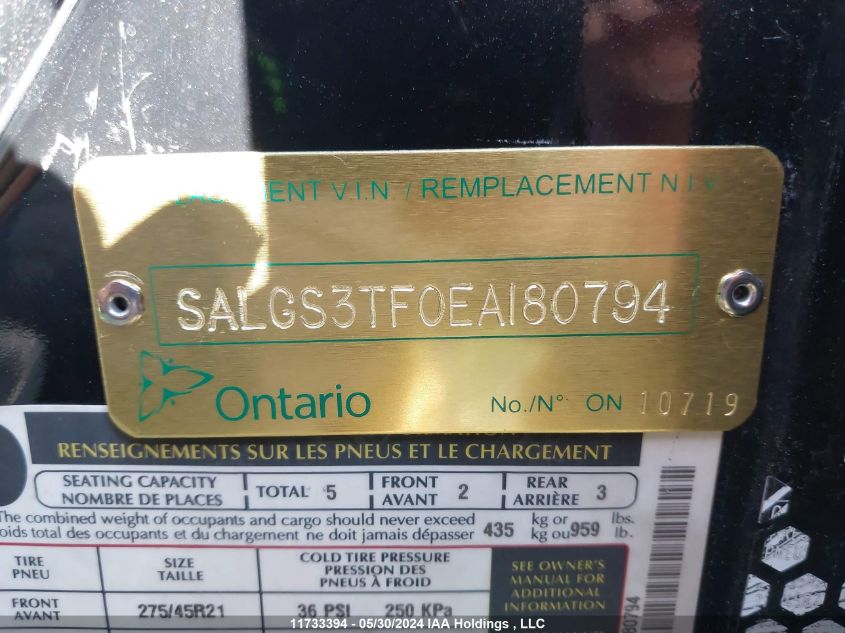 V.I.N. / REMPLACEMENT N.I.V.
SALGS3TF0EA180794
Ontario
No./N° ON 10719
RENSEIGNEMENTS SUR LES PNEUS ET LE CHARGEMENT
SEATING CAPACITY
NOMBRE DE PLACES
TOTAL 5
FRONT
AVANT 2
REAR
ARRIÈRE 3
The combined weight of occupants and cargo should never exceed 435 kg or 959 lbs.
poids total des occupants et du chargement ne doit jamais dépasser kg ou lb.
TIRE
PNEU
SIZE
TAILLE
COLD TIRE PRESSURE
PRESSION DES
PNEUS À FROID
SEE OWNER'S
MANUAL FOR
ADDITIONAL
INFORMATION
FRONT
AVANT
275/45R21
36 PSI 250 KPa
80794
11733394 - 05/30/2024 IAA Holdings , LLC